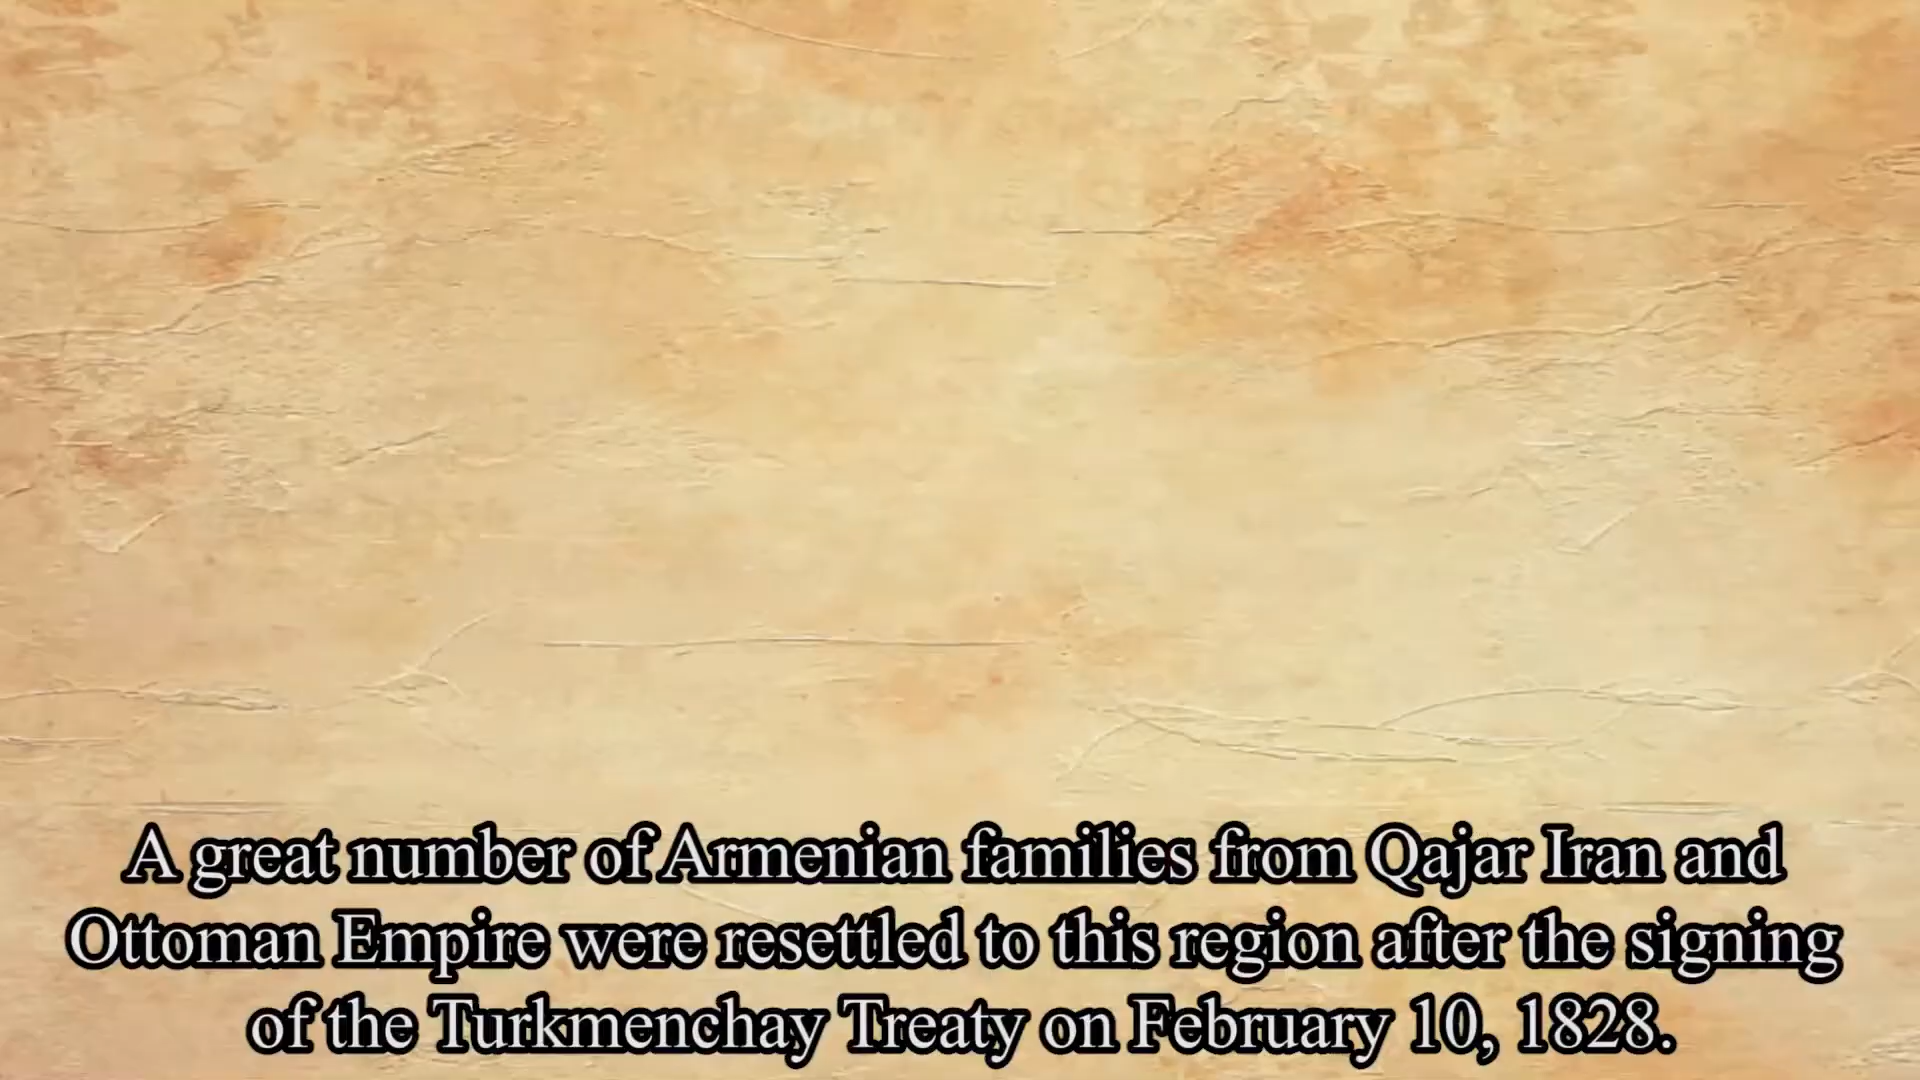 A great number of Armenian families from Qajar Iran and
Ottoman Empire were resettled to this region after the signing
of the Turkmenchay Treaty on February 10, 1828.